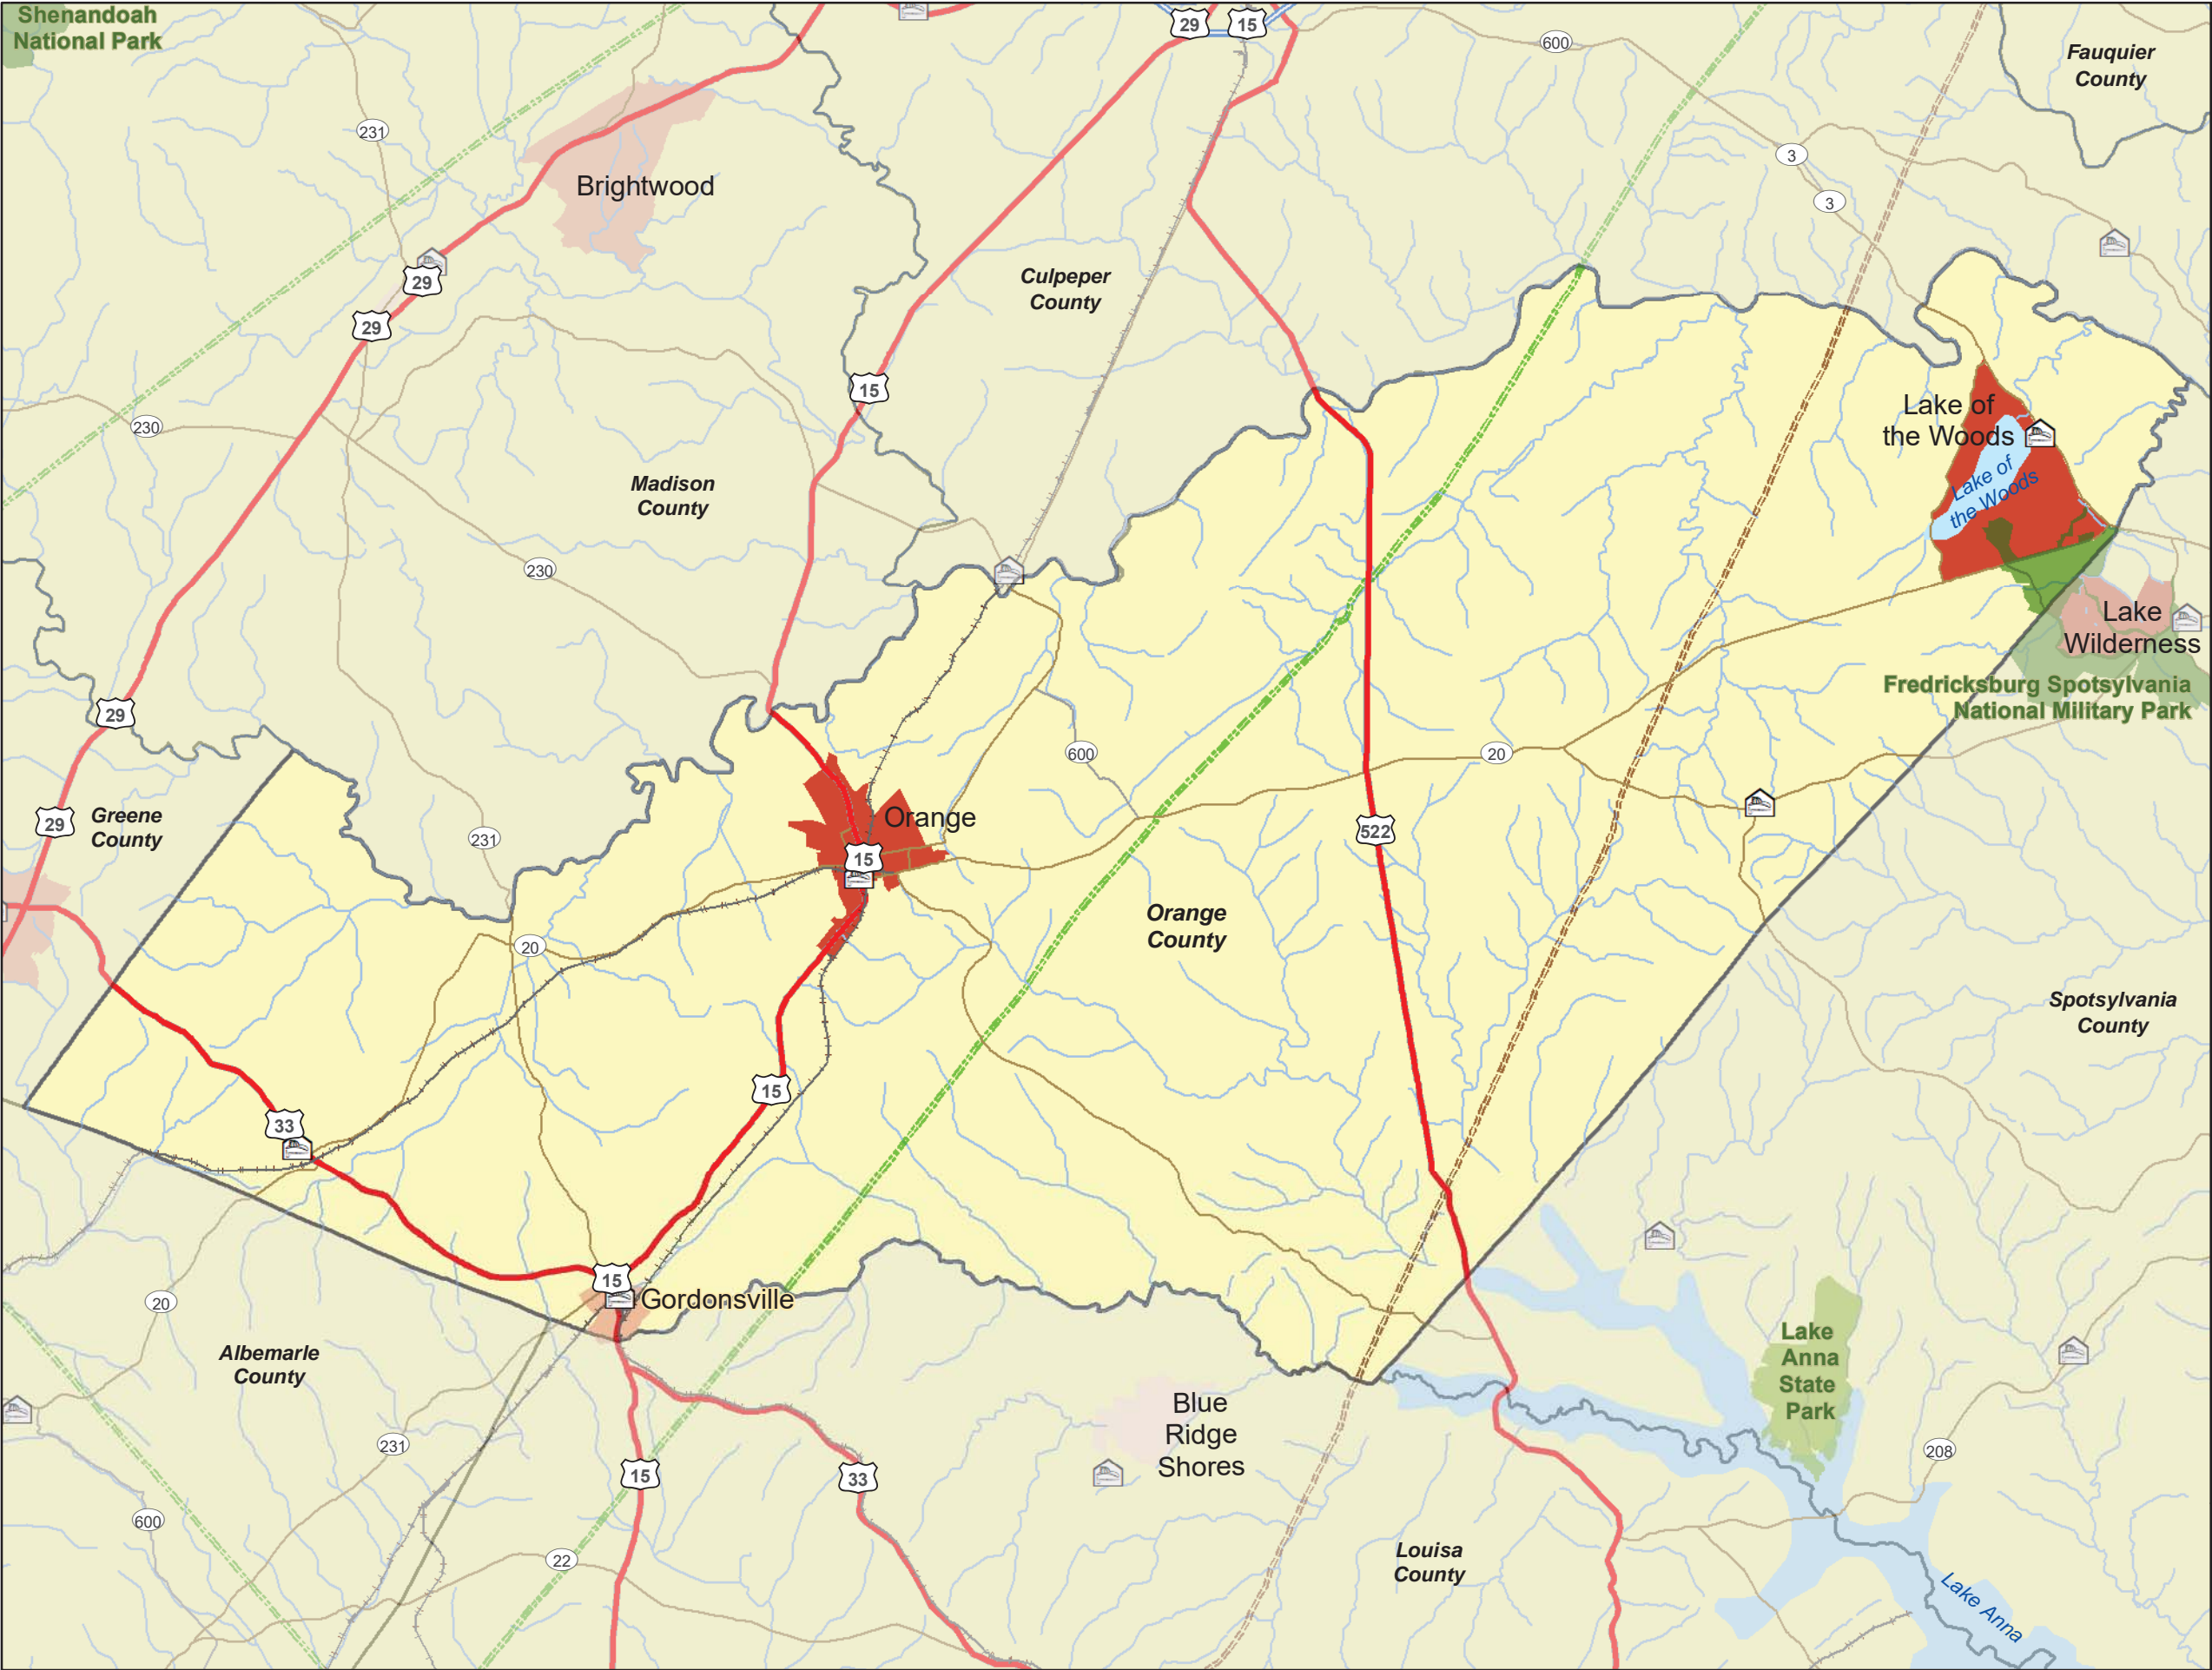 Shenandoah
National Park
29
15
600
Fauquier
County
231
3
Brightwood
3
Culpeper
County
29
29
15
Lake of
the Woods
230
Lake of
the Woods
Madison
County
230
Lake
Wilderness
Fredricksburg Spotsylvania
National Military Park
29
600
20
Greene
County
29
231
Orange
522
15
Orange
County
20
Spotsylvania
County
15
33
15
Gordonsville
20
Lake
Anna
State
Park
Albemarle
County
Blue
Ridge
Shores
231
208
15
33
600
22
Louisa
County
Lake Anna